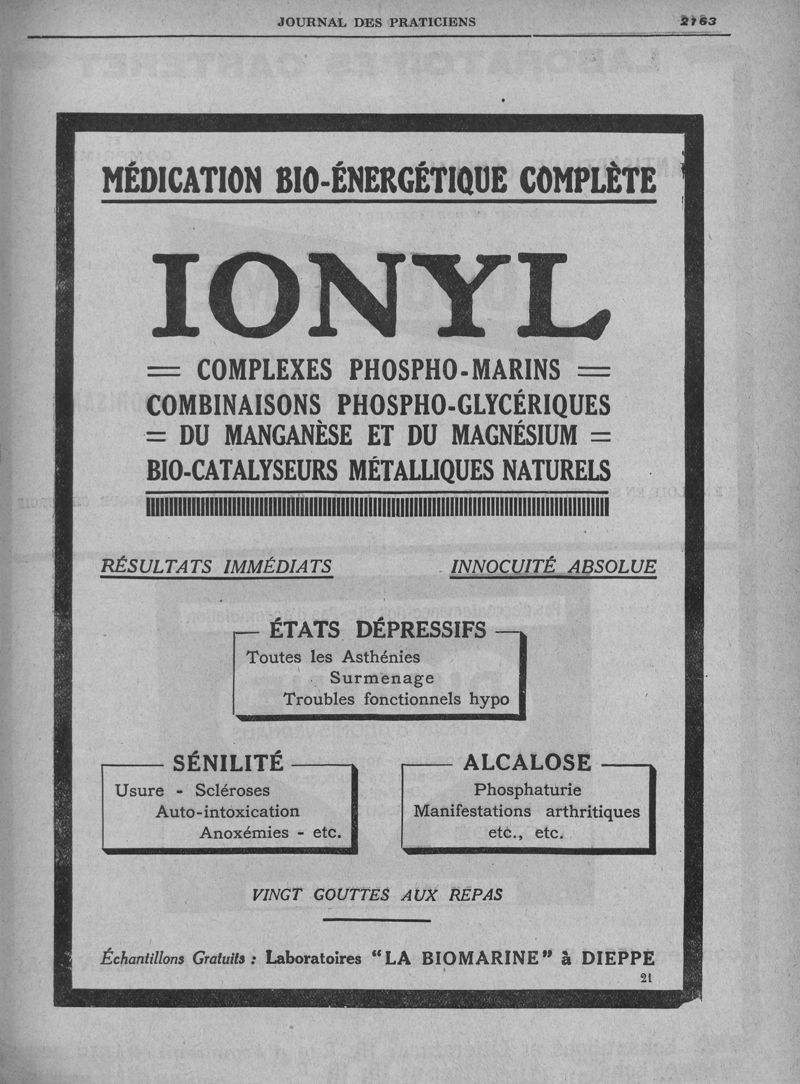 JOURNAL DES PRATICIENS 2763
MÉDICATION BIO-ÉNERGÉTIQUE COMPLÈTE
IONYL
= COMPLEXES PHOSPHO-MARINS =
COMBINAISONS PHOSPHO-GLYCÉRIQUES
= DU MANGANÈSE ET DU MAGNÉSIUM =
BIO-CATALYSEURS MÉTALLIQUES NATURELS
RÉSULTATS IMMÉDIATS INNOCUITÉ ABSOLUE
ÉTATS DÉPRESSIFS
Toutes les Asthénies
Surmenage
Troubles fonctionnels hypo
SÉNILITÉ
Usure - Scléroses
Auto-intoxication
Anoxémies - etc.
ALCALOSE
Phosphaturie
Manifestations arthritiques
etc., etc.
VINGT GOUTTES AUX REPAS
Échantillons Gratuits : Laboratoires "LA BIOMARINE" à DIEPPE
21